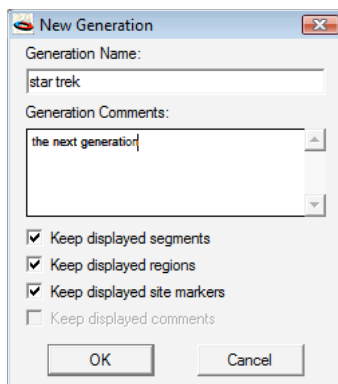 New Generation
Generation Name:
star trek
Generation Comments:
the next generation
Keep displayed segments
Keep displayed regions
Keep displayed site markers
Keep displayed comments
OK Cancel